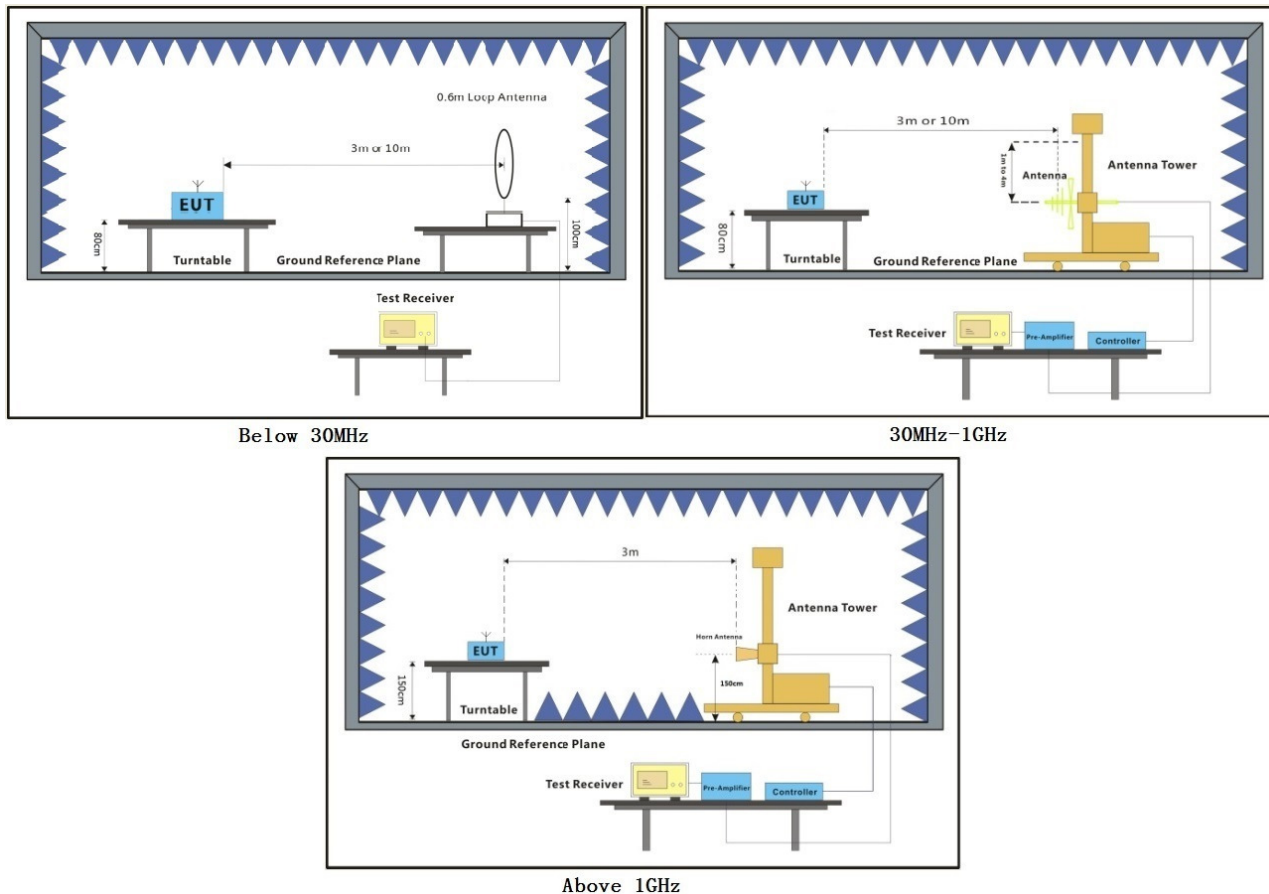 0.6m Loop Antenna
3m or 10m
EUT
80cm
100cm
Turntable
Ground Reference Plane
Test Receiver
Below 30MHz
3m or 10m
1m to 4m
Antenna
Antenna Tower
EUT
80cm
Turntable
Ground Reference Plane
Test Receiver
Pre-Amplifier
Controller
30MHz-1GHz
3m
Antenna Tower
Horn Antenna
EUT
150cm
150cm
Turntable
Ground Reference Plane
Test Receiver
Pre-Amplifier
Controller
Above 1GHz